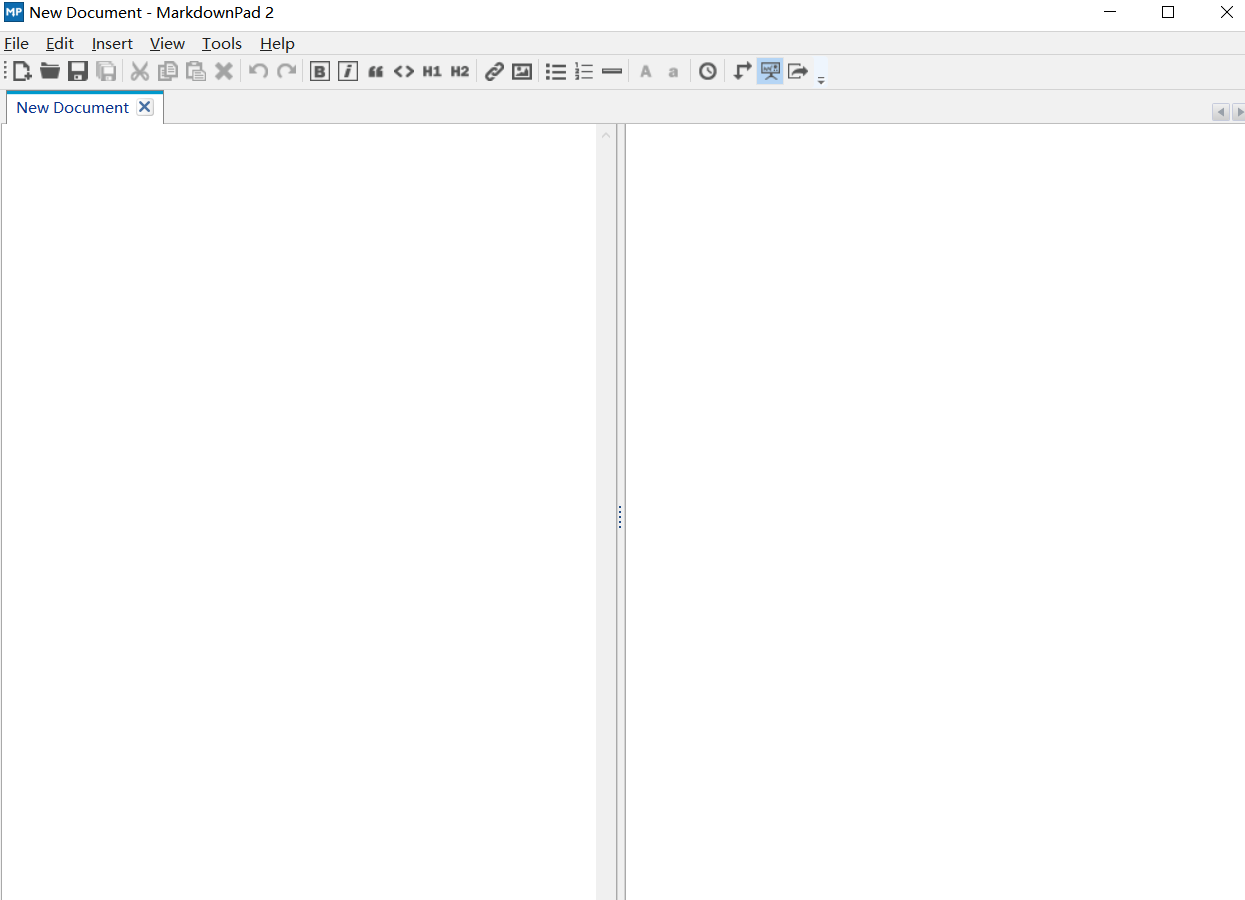 MP New Document - MarkdownPad 2
File Edit Insert View Tools Help
B i “ <> H1 H2 A a
New Document